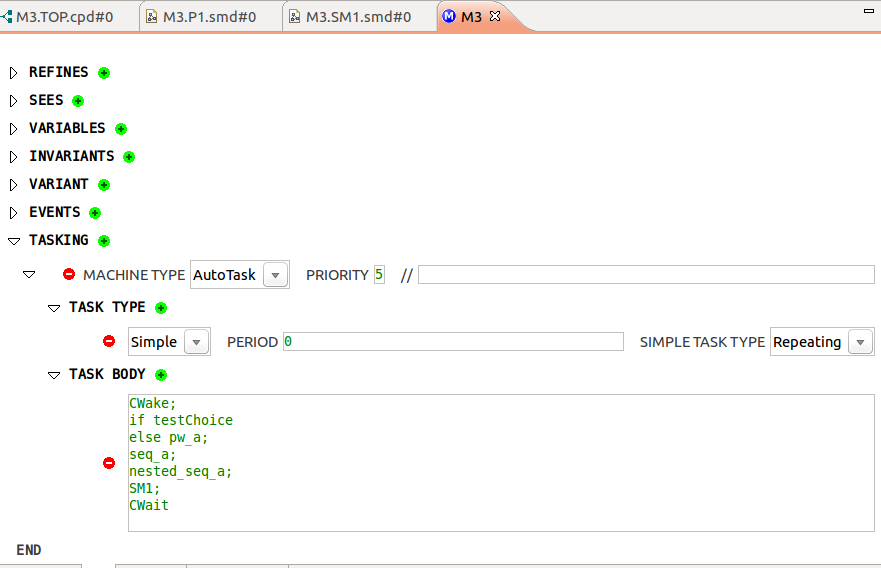 M3.TOP.cpd#0 M3.P1.smd#0 M3.SM1.smd#0 M M3
REFINES
SEES
VARIABLES
INVARIANTS
VARIANT
EVENTS
TASKING
MACHINE TYPE AutoTask PRIORITY 5 //
TASK TYPE
Simple PERIOD 0 SIMPLE TASK TYPE Repeating
TASK BODY
CWake;
if testChoice
else pw_a;
seq_a;
nested_seq_a;
SM1;
CWait
END